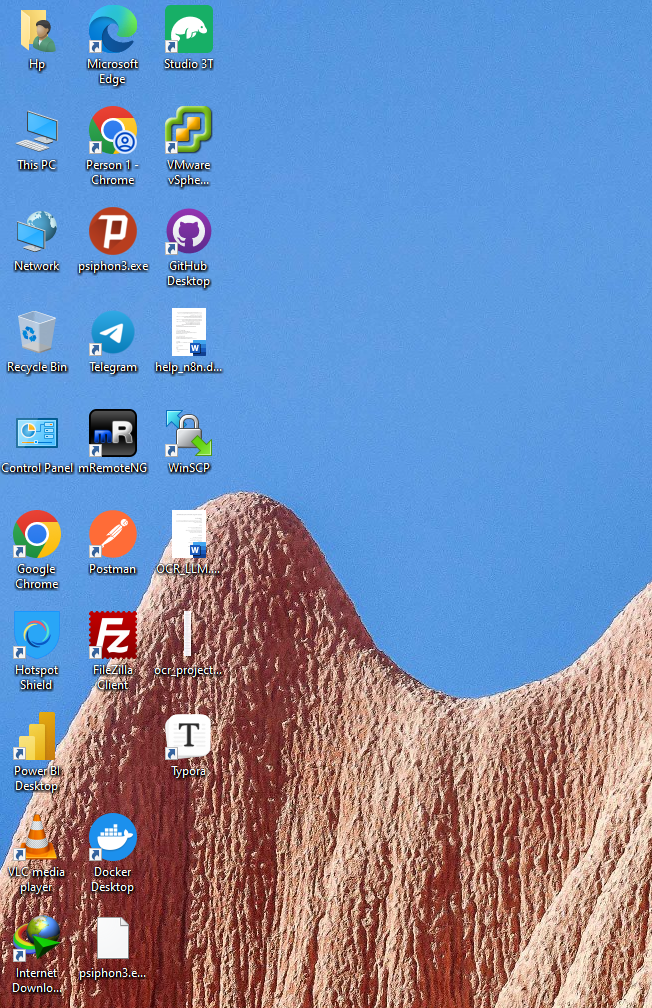 Hp
Microsoft
Edge
Studio 3T
This PC
Person 1 -
Chrome
VMware
vSphe...
Network
psiphon3.exe
GitHub
Desktop
Recycle Bin
Telegram
help_n8n.d...
Control Panel
mRemoteNG
WinSCP
Google
Chrome
Postman
OCR_LLM....
Hotspot
Shield
FileZilla
Client
ocr_project...
Power BI
Desktop
Typora
VLC media
player
Docker
Desktop
Internet
Downlo...
psiphon3.e...